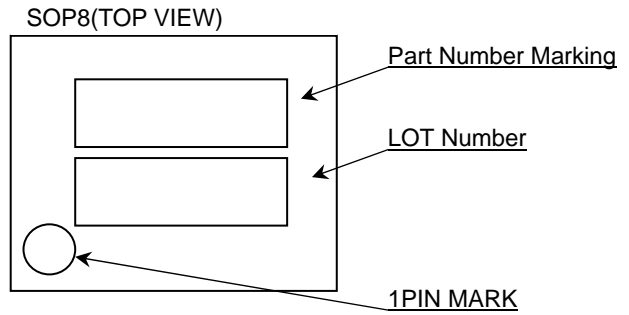 SOP8(TOP VIEW)
Part Number Marking
LOT Number
1PIN MARK